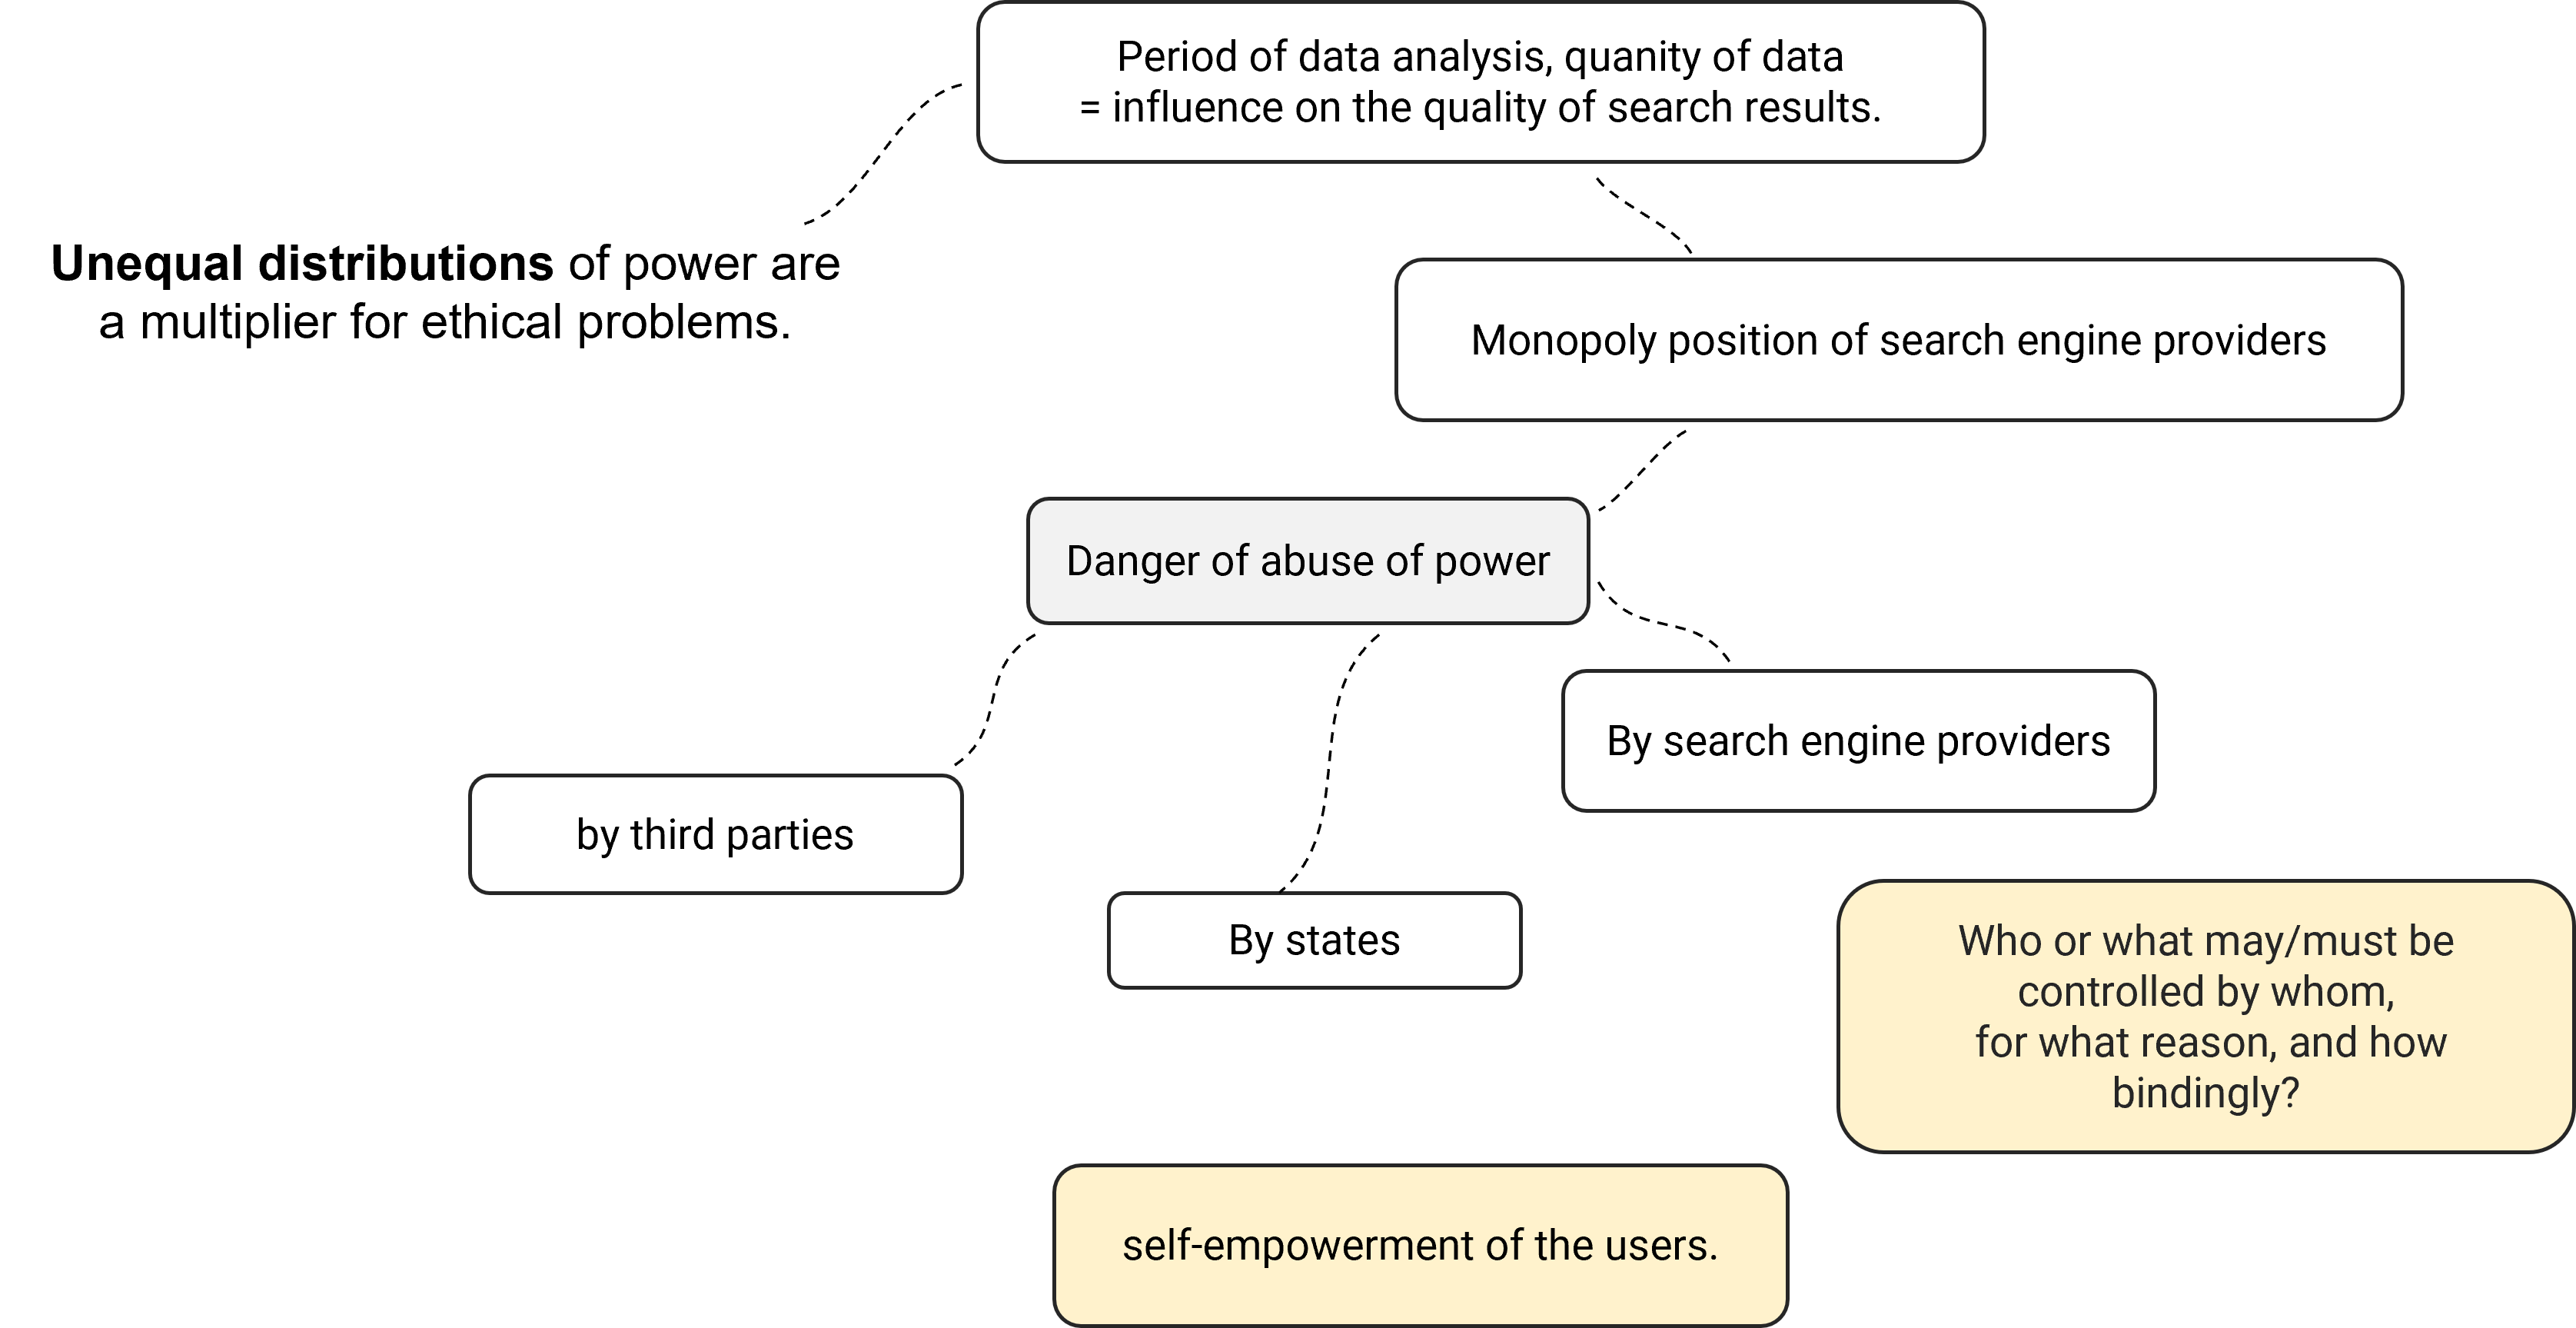 Period of data analysis, quanity of data
= influence on the quality of search results.
Unequal distributions of power are
a multiplier for ethical problems.
Monopoly position of search engine providers
Danger of abuse of power
By search engine providers
by third parties
By states
Who or what may/must be
controlled by whom,
for what reason, and how
bindingly?
self-empowerment of the users.